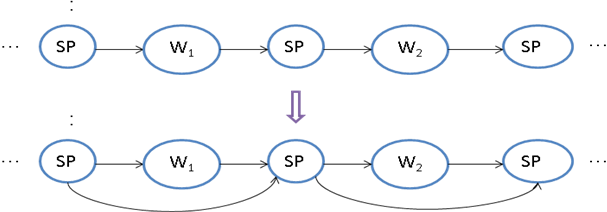 :
... SP W₁ SP W₂ SP ...
:
... SP W₁ SP W₂ SP ...